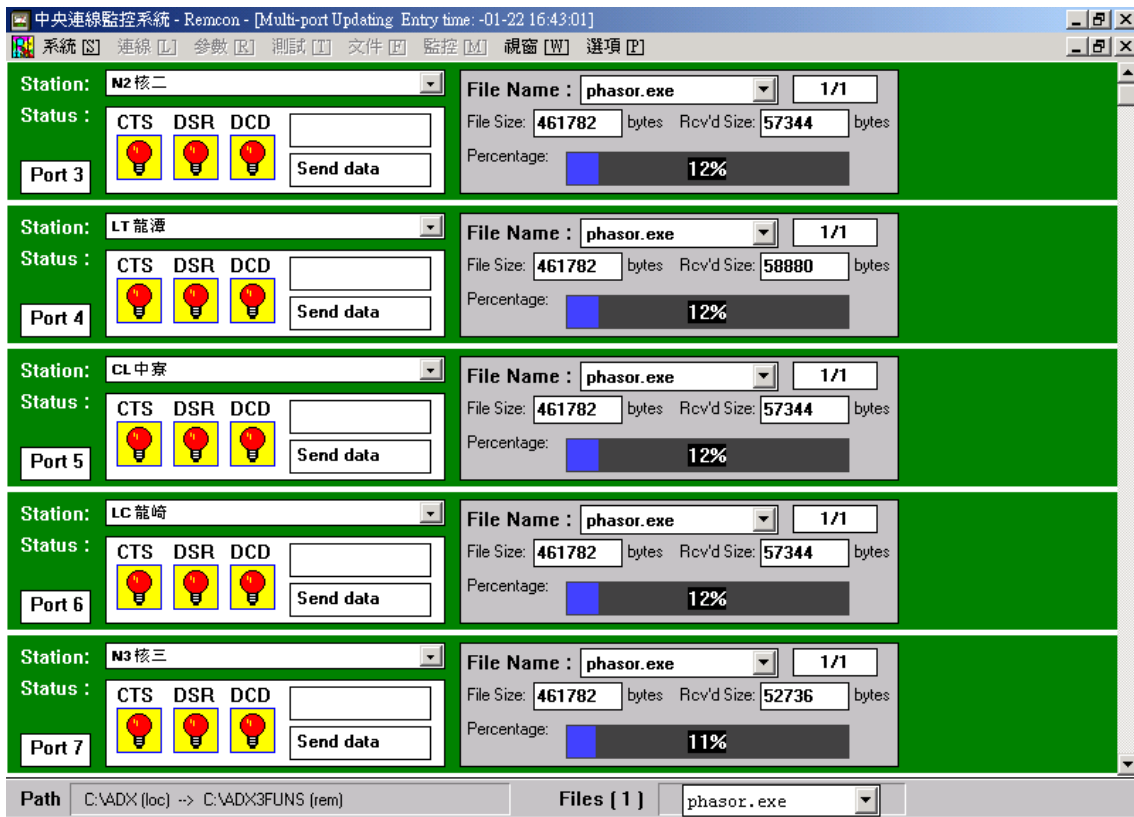 中央連線監控系統 - Remcon - [Multi-port Updating Entry time: -01-22 16:43:01]
系統 [S] 連線 [L] 參數 [R] 測試 [T] 文件 [F] 監控 [M] 視窗 [W] 選項 [P]
Station: N2 核二 File Name : phasor.exe 1/1
Status : CTS DSR DCD File Size: 461782 bytes Rcv'd Size: 57344 bytes
Port 3 Send data Percentage: 12%
Station: LT 龍潭 File Name : phasor.exe 1/1
Status : CTS DSR DCD File Size: 461782 bytes Rcv'd Size: 58880 bytes
Port 4 Send data Percentage: 12%
Station: CL 中寮 File Name : phasor.exe 1/1
Status : CTS DSR DCD File Size: 461782 bytes Rcv'd Size: 57344 bytes
Port 5 Send data Percentage: 12%
Station: LC 龍崎 File Name : phasor.exe 1/1
Status : CTS DSR DCD File Size: 461782 bytes Rcv'd Size: 57344 bytes
Port 6 Send data Percentage: 12%
Station: N3 核三 File Name : phasor.exe 1/1
Status : CTS DSR DCD File Size: 461782 bytes Rcv'd Size: 52736 bytes
Port 7 Send data Percentage: 11%
Path C:\ADX (loc) --> C:\ADX3FUNS (rem) Files ( 1 ) phasor.exe